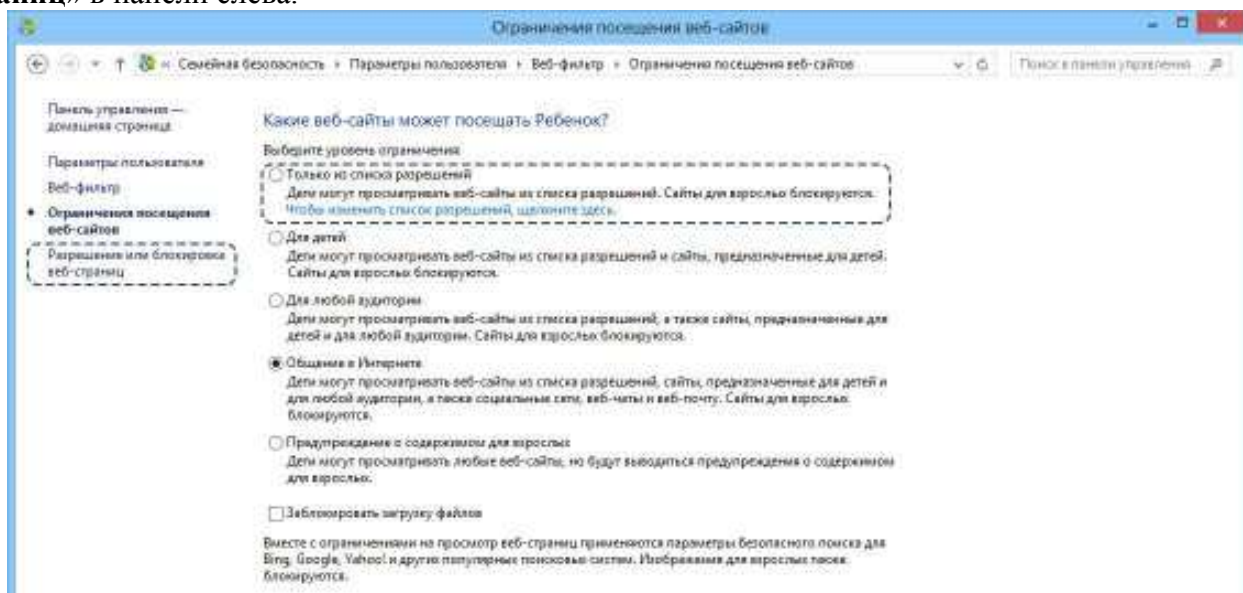 аниц» в панели слева.
Ограничения посещения веб-сайтов
« Семейная безопасность ▸ Параметры пользователя ▸ Веб-фильтр ▸ Ограничения посещения веб-сайтов
Поиск в панели управления
Панель управления —
домашняя страница
Параметры пользователя
Веб-фильтр
Ограничения посещения
веб-сайтов
Разрешение или блокировка
веб-страниц
Какие веб-сайты может посещать Ребенок?
Выберите уровень ограничения
Только из списка разрешений
Дети могут просматривать веб-сайты из списка разрешений. Сайты для взрослых блокируются.
Чтобы изменить список разрешений, щелкните здесь.
Для детей
Дети могут просматривать веб-сайты из списка разрешений и сайты, предназначенные для детей.
Сайты для взрослых блокируются.
Для любой аудитории
Дети могут просматривать веб-сайты из списка разрешений, а также сайты, предназначенные для
детей и для любой аудитории. Сайты для взрослых блокируются.
Общение в Интернете
Дети могут просматривать веб-сайты из списка разрешений, сайты, предназначенные для детей и
для любой аудитории, а также социальные сети, веб-чаты и веб-почту. Сайты для взрослых
блокируются.
Предупреждение о содержимом для взрослых
Дети могут просматривать любые веб-сайты, но будут выводиться предупреждения о содержимом
для взрослых.
Заблокировать загрузку файлов
Вместе с ограничениями на просмотр веб-страниц применяются параметры безопасного поиска для
Bing, Google, Yahoo! и других популярных поисковых систем. Изображения для взрослых также
блокируются.